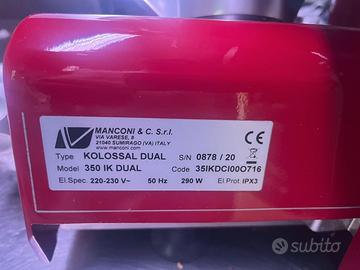 MANCONI & C. S.r.l.
VIA VARESE, 8
21040 SUMIRAGO (VA) ITALY
www.manconi.com
Type KOLOSSAL DUAL S/N 0878 / 20
Model 350 IK DUAL Code 35IKDCI00O716
El.Spec. 220-230 V~ 50 Hz 290 W El.Prot. IPX3
subito